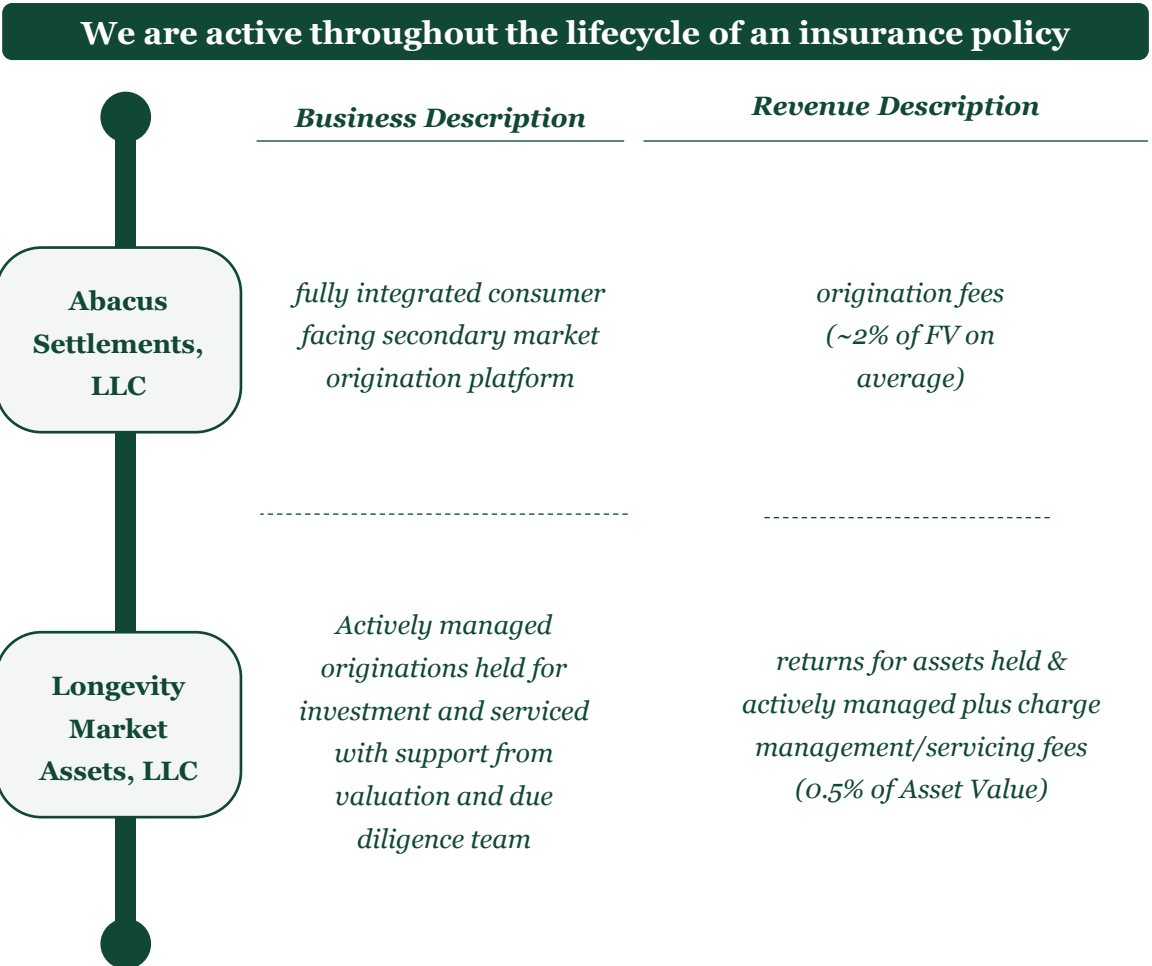 We are active throughout the lifecycle of an insurance policy
Business Description
Revenue Description
Abacus
Settlements,
LLC
fully integrated consumer
facing secondary market
origination platform
origination fees
(~2% of FV on
average)
Longevity
Market
Assets, LLC
Actively managed
originations held for
investment and serviced
with support from
valuation and due
diligence team
returns for assets held &
actively managed plus charge
management/servicing fees
(0.5% of Asset Value)